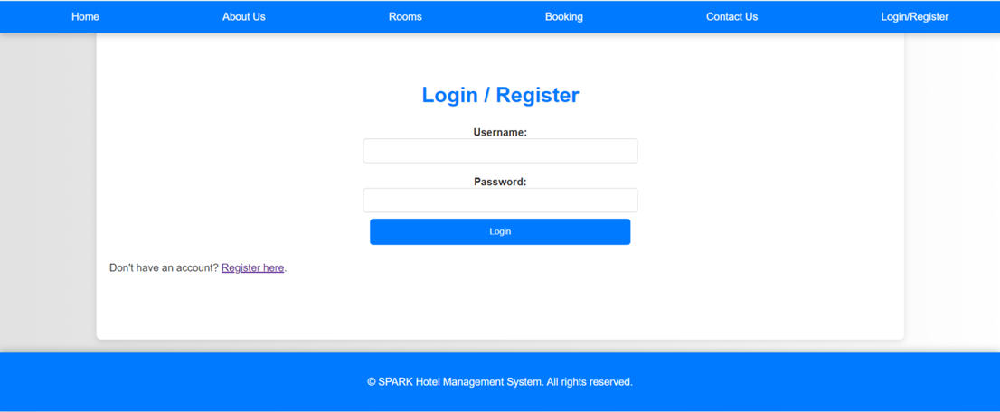 Home About Us Rooms Booking Contact Us Login/Register
Login / Register
Username:
Password:
Login
Don't have an account? Register here.
© SPARK Hotel Management System. All rights reserved.